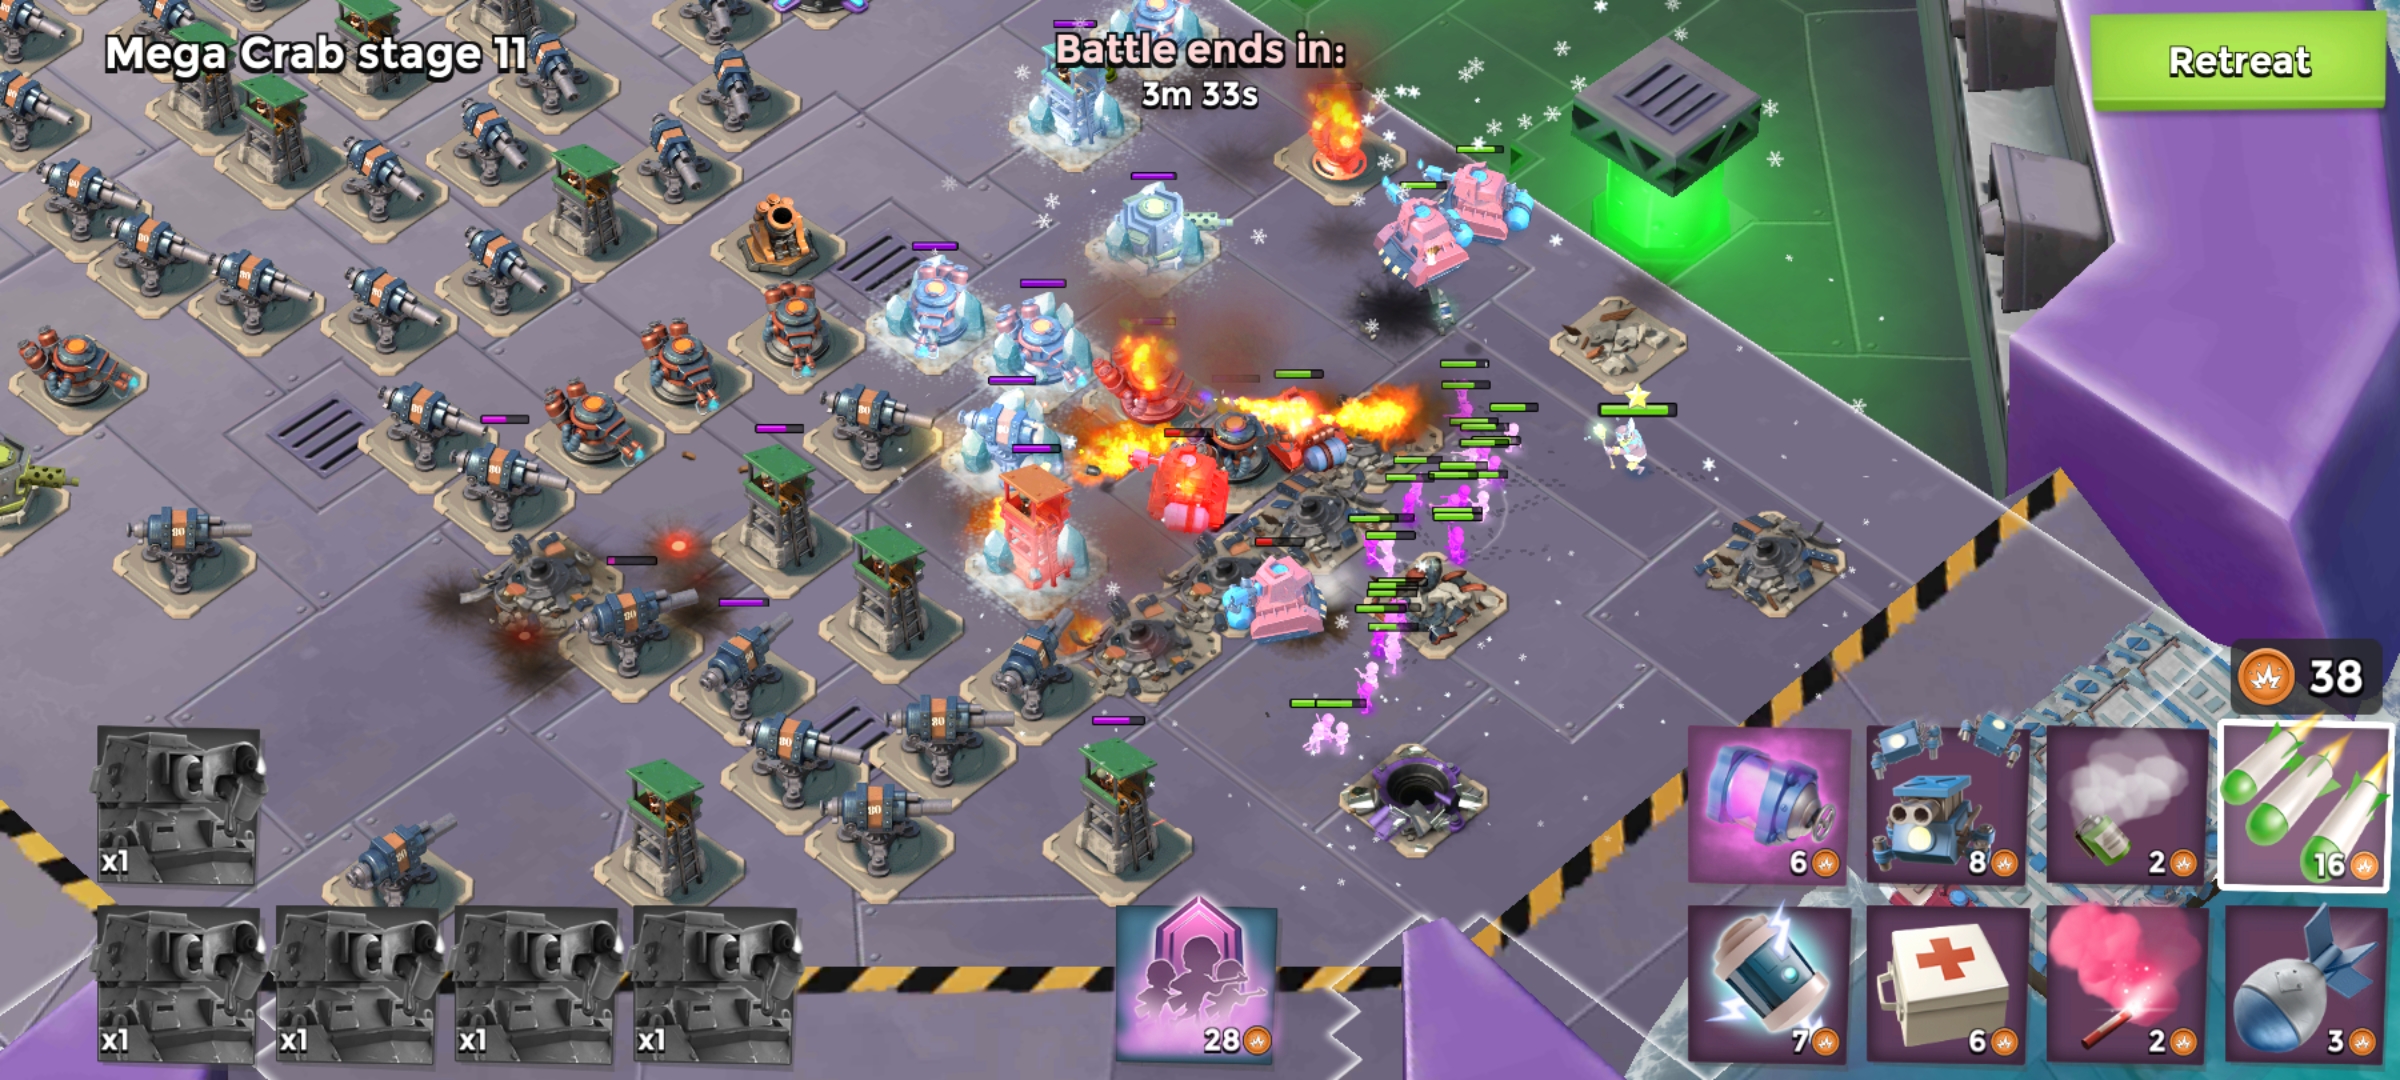 Mega Crab stage 11
Battle ends in:
3m 33s
Retreat
38
6
8
2
16
x1
x1
x1
x1
x1
28
7
6
2
3